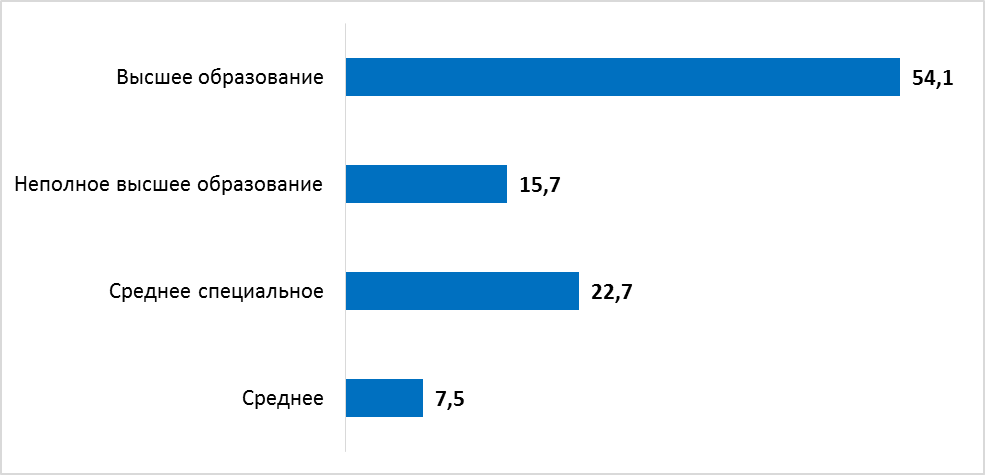 Высшее образование 54,1
Неполное высшее образование 15,7
Среднее специальное 22,7
Среднее 7,5